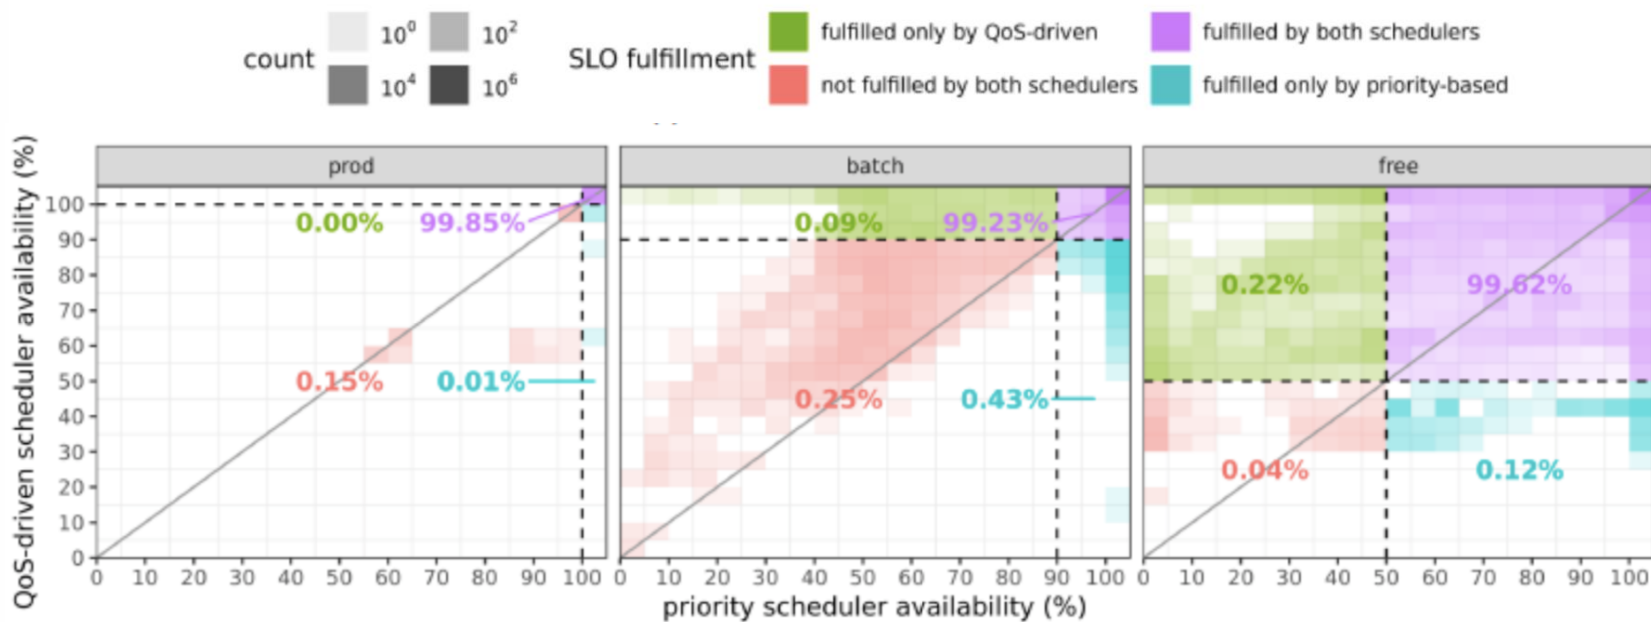 count 10⁰ 10² SLO fulfillment fulfilled only by QoS-driven fulfilled by both schedulers
10⁴ 10⁶ not fulfilled by both schedulers fulfilled only by priority-based
prod batch free
QoS-driven scheduler availability (%)
100
90
80
70
60
50
40
30
20
10
0
0.00% 99.85%
0.15% 0.01%
0.09% 99.23%
0.25% 0.43%
0.22% 99.62%
0.04% 0.12%
0 10 20 30 40 50 60 70 80 90 100
0 10 20 30 40 50 60 70 80 90 100
0 10 20 30 40 50 60 70 80 90 100
priority scheduler availability (%)